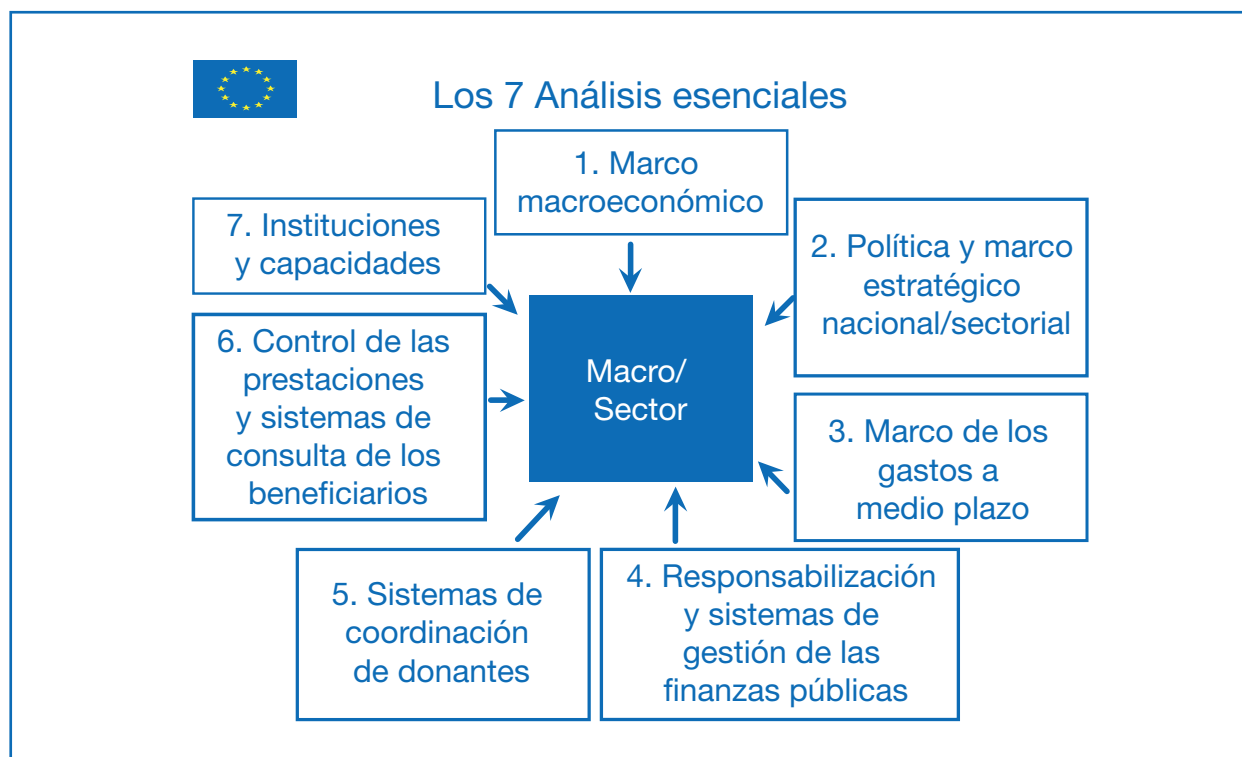 Los 7 Análisis esenciales
1. Marco
macroeconómico
2. Política y marco
estratégico
nacional/sectorial
3. Marco de los
gastos a
medio plazo
4. Responsabilización
y sistemas de
gestión de las
finanzas públicas
5. Sistemas de
coordinación
de donantes
6. Control de las
prestaciones
y sistemas de
consulta de los
beneficiarios
7. Instituciones
y capacidades
Macro/
Sector